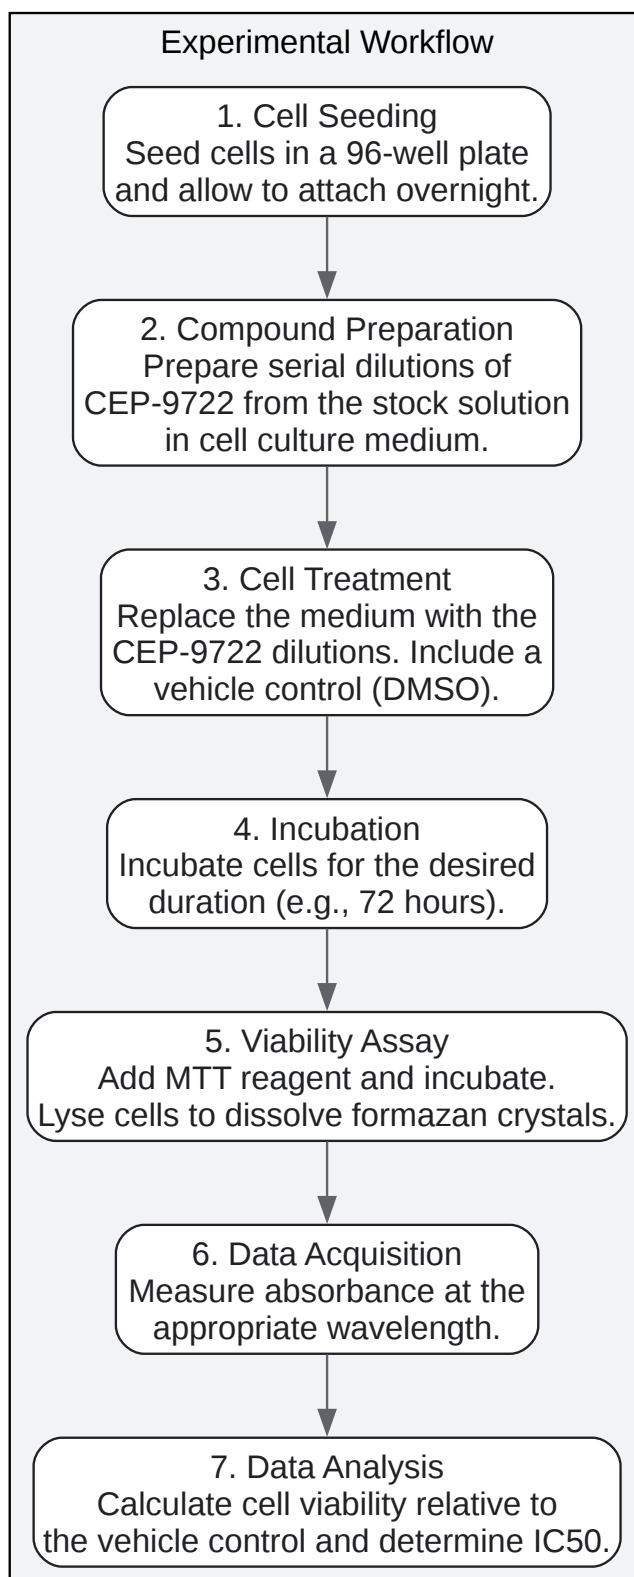 Experimental Workflow
1. Cell Seeding
Seed cells in a 96-well plate
and allow to attach overnight.
2. Compound Preparation
Prepare serial dilutions of
CEP-9722 from the stock solution
in cell culture medium.
3. Cell Treatment
Replace the medium with the
CEP-9722 dilutions. Include a
vehicle control (DMSO).
4. Incubation
Incubate cells for the desired
duration (e.g., 72 hours).
5. Viability Assay
Add MTT reagent and incubate.
Lyse cells to dissolve formazan crystals.
6. Data Acquisition
Measure absorbance at the
appropriate wavelength.
7. Data Analysis
Calculate cell viability relative to
the vehicle control and determine IC50.